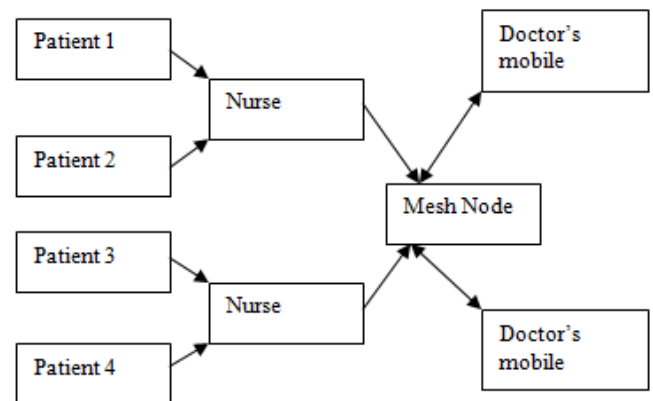 Patient 1
Patient 2
Nurse
Patient 3
Patient 4
Nurse
Mesh Node
Doctor's
mobile
Doctor's
mobile